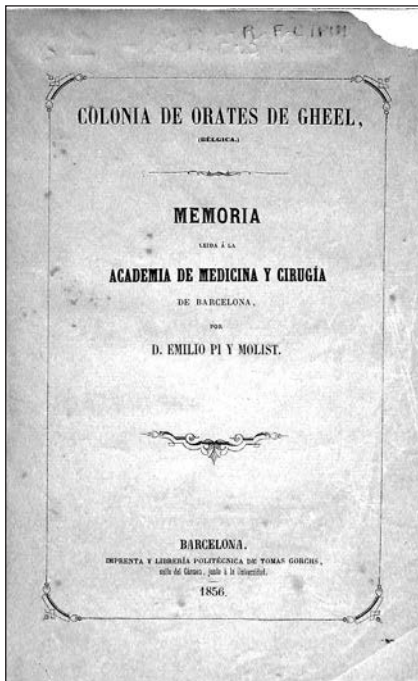 COLONIA DE ORATES DE GHEEL,
(BÉLGICA.)
MEMORIA
LEIDA Á LA
ACADEMIA DE MEDICINA Y CIRUGÍA
DE BARCELONA,
POR
D. EMILIO PI Y MOLIST.
BARCELONA.
IMPRENTA Y LIBRERÍA POLITÉCNICA DE TOMAS GORCHS,
calle del Cármen, junto á la Universidad.
1856.